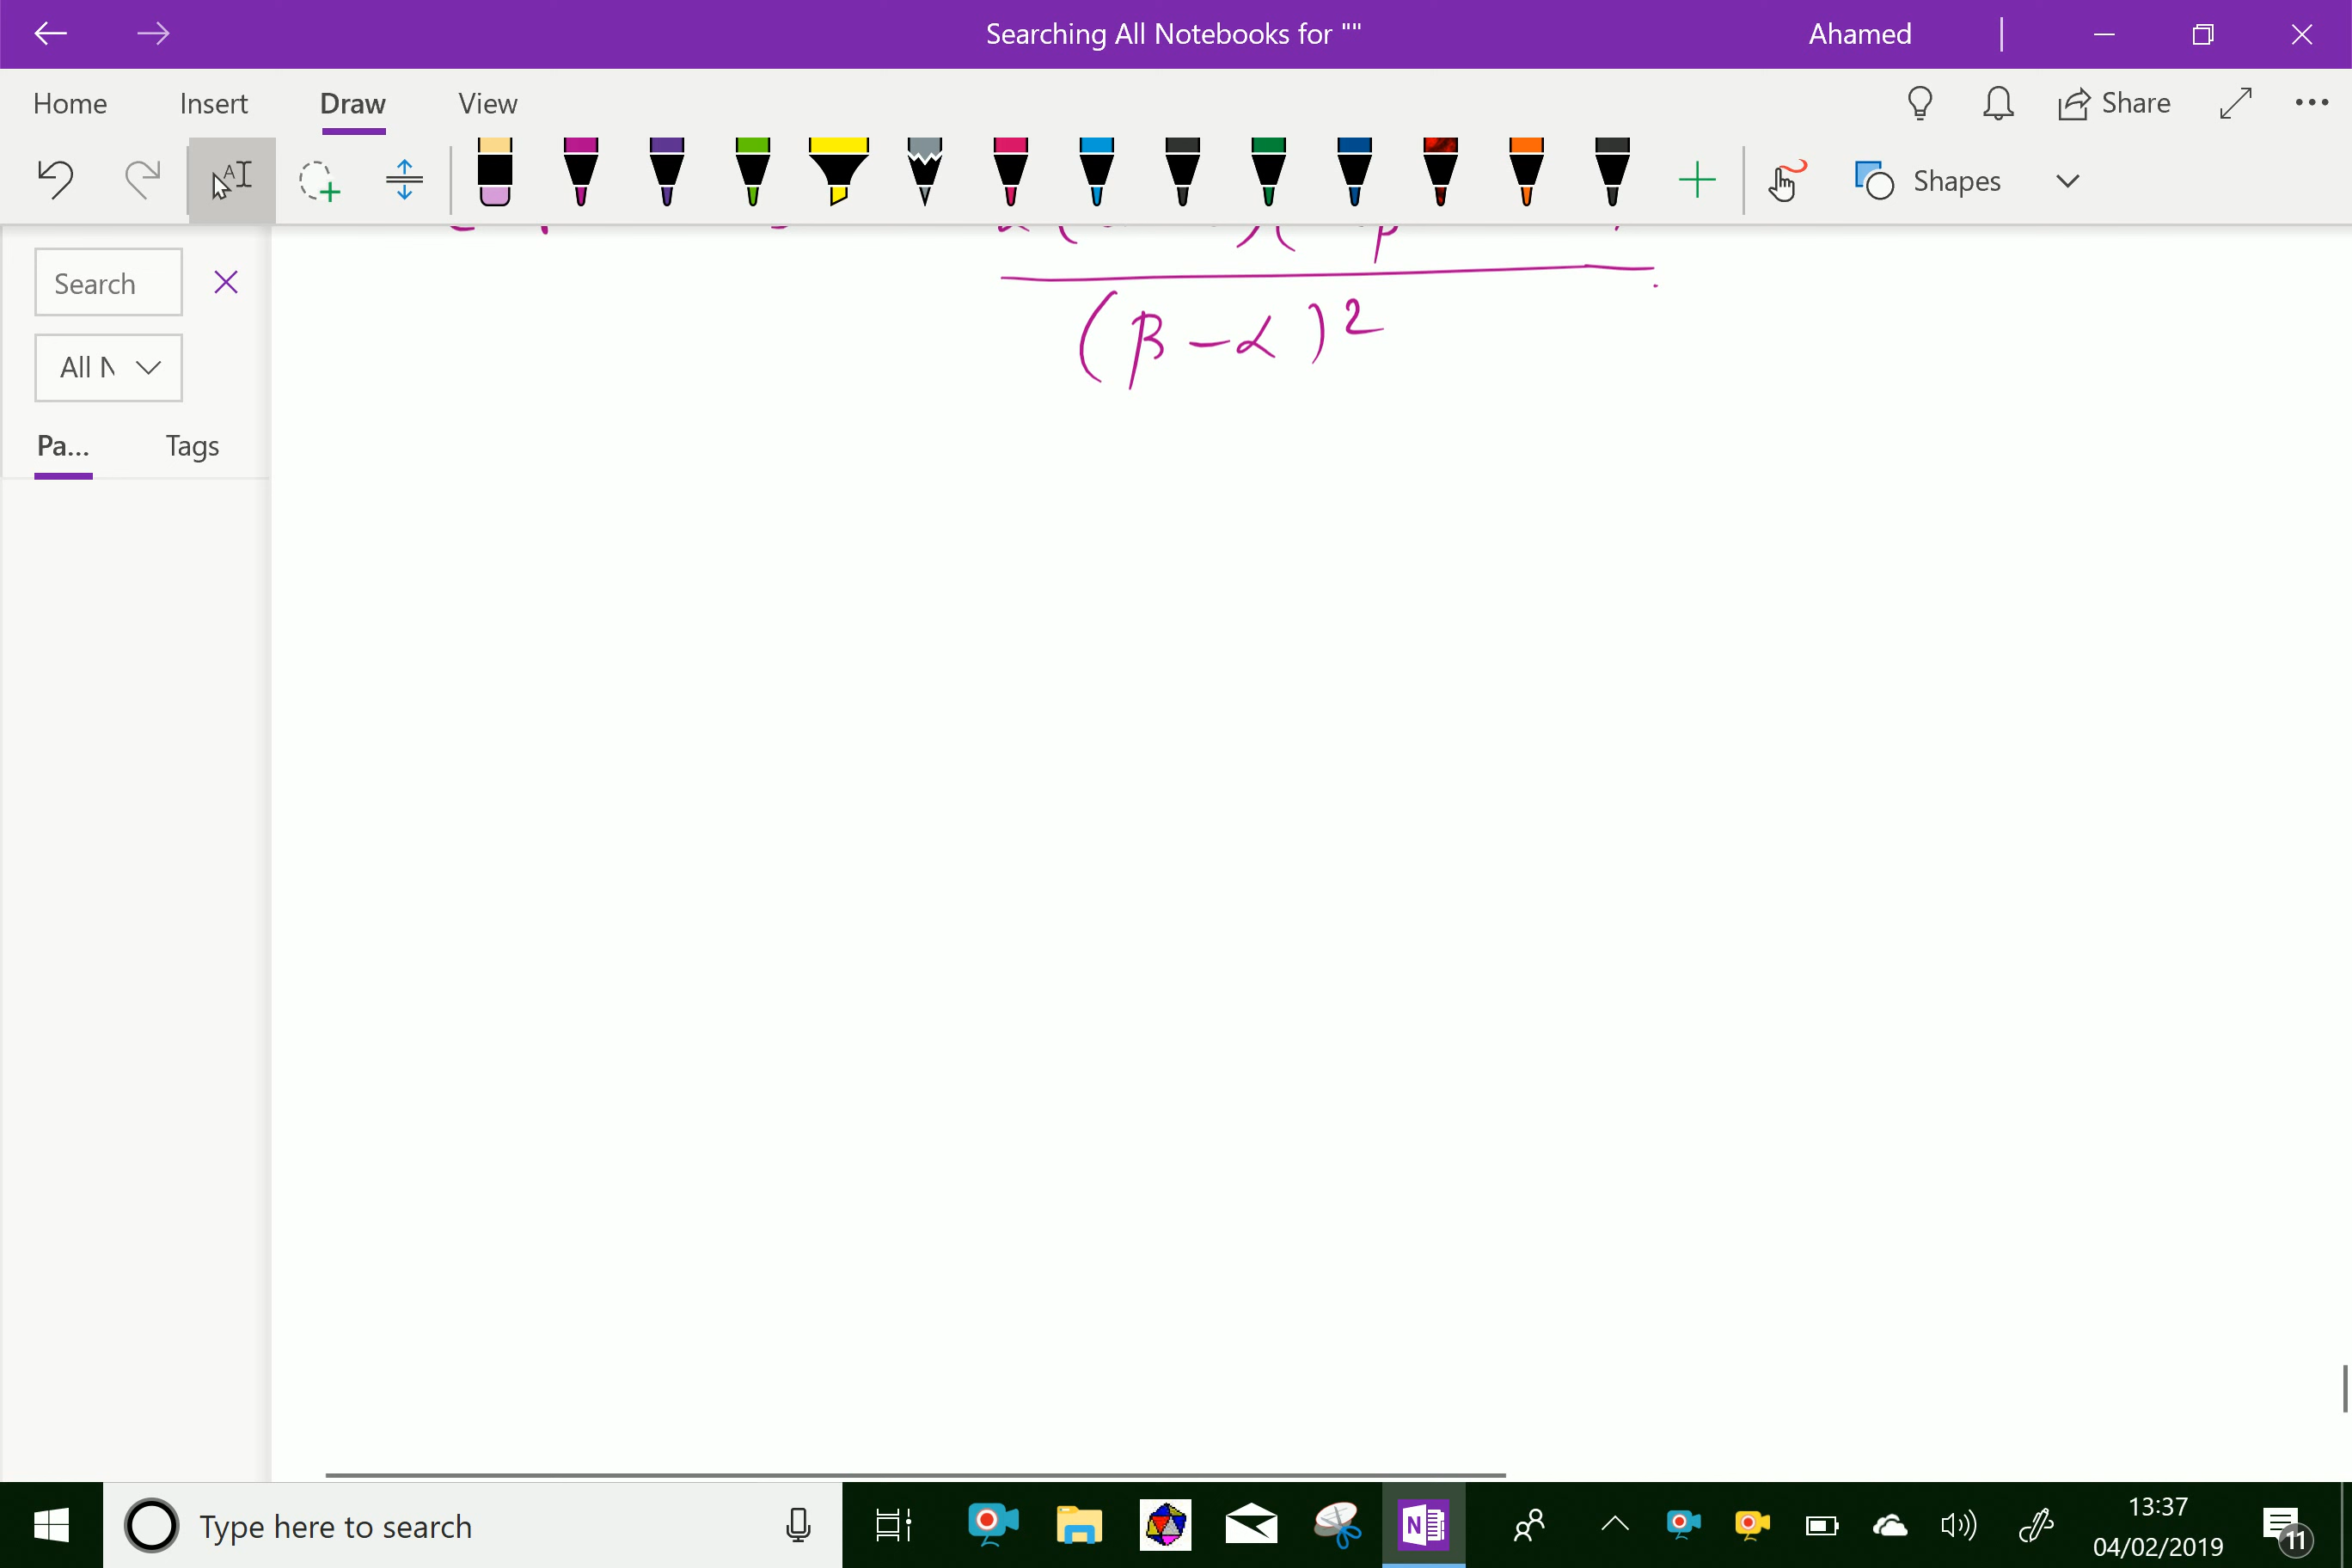 Searching All Notebooks for ""
Ahamed
Home Insert Draw View
Share
Shapes
Search
All N
Pa... Tags
(β-α)²
Type here to search
N
13:37
04/02/2019
11